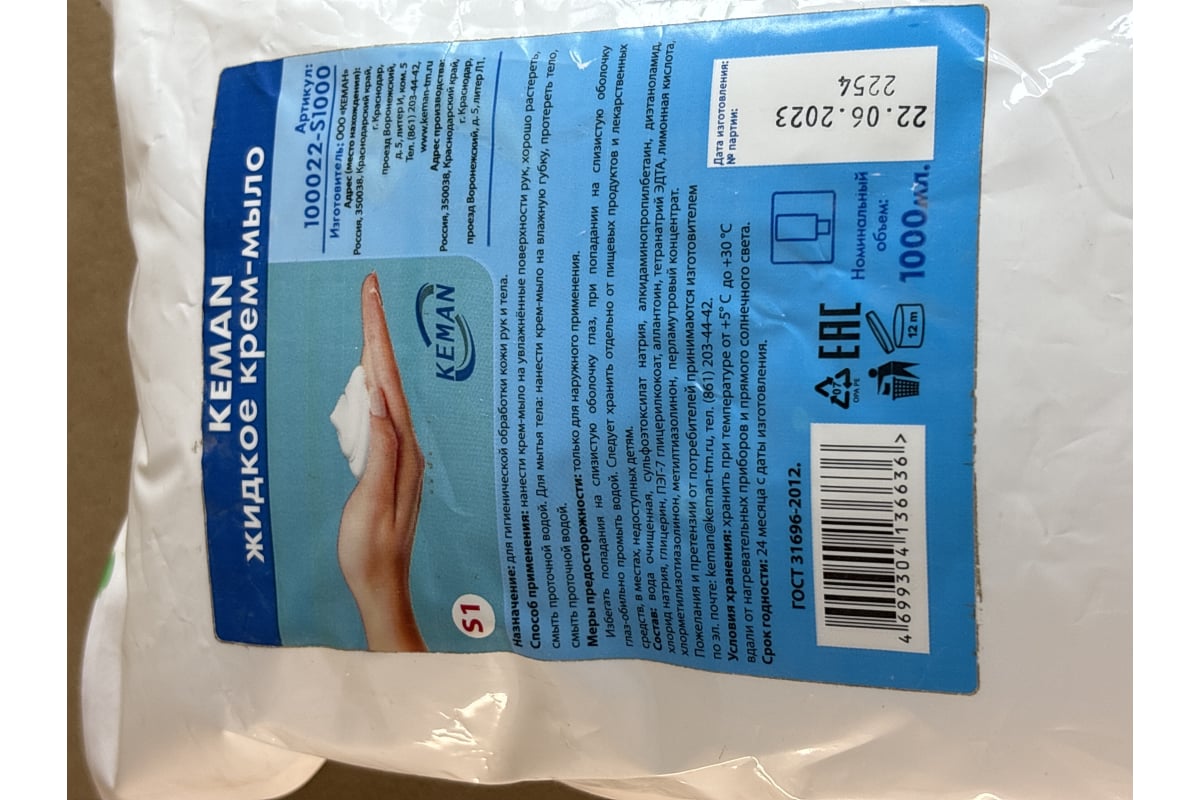 KEMAN
ЖИДКОЕ КРЕМ-МЫЛО
Артикул:
100022-S1000
Изготовитель: ООО «КЕМАН»
Адрес (место нахождения):
Россия, 350038, Краснодарский край,
г. Краснодар,
проезд Воронежский,
д. 5, литер И, ком. 5
Тел. (861) 203-44-42,
www.keman-tm.ru
Адрес производства:
Россия, 350038, Краснодарский край,
г. Краснодар,
проезд Воронежский, д. 5, литер Л1.
KEMAN
S1
Назначение: для гигиенической обработки кожи рук и тела.
Способ применения: нанести крем-мыло на увлажнённые поверхности рук, хорошо растереть,
смыть проточной водой. Для мытья тела: нанести крем-мыло на влажную губку, протереть тело,
смыть проточной водой.
Меры предосторожности: только для наружного применения.
Избегать попадания на слизистую оболочку глаз, при попадании на слизистую оболочку
глаз-обильно промыть водой. Следует хранить отдельно от пищевых продуктов и лекарственных
средств, в местах, недоступных детям.
Состав: вода очищенная, сульфоэтоксилат натрия, алкидаминопропилбетаин, диэтаноламид,
хлорид натрия, глицерин, ПЭГ-7 глицерилкокоат, аллантоин, тетранатрий ЭДТА, лимонная кислота,
хлорметилизотиазолинон, метилтиазолинон, перламутровый концентрат.
Пожелания и претензии от потребителей принимаются изготовителем
по эл. почте: keman@keman-tm.ru, тел. (861) 203-44-42.
Условия хранения: хранить при температуре от +5° С до +30 °С
вдали от нагревательных приборов и прямого солнечного света.
Срок годности: 24 месяца с даты изготовления.
Дата изготовления:
№ партии:
22.06.2023
2254
ГОСТ 31696-2012.
07
OPA PE
EAC
12 m
Номинальный
объем:
1000мл.
4 699304 136636 >